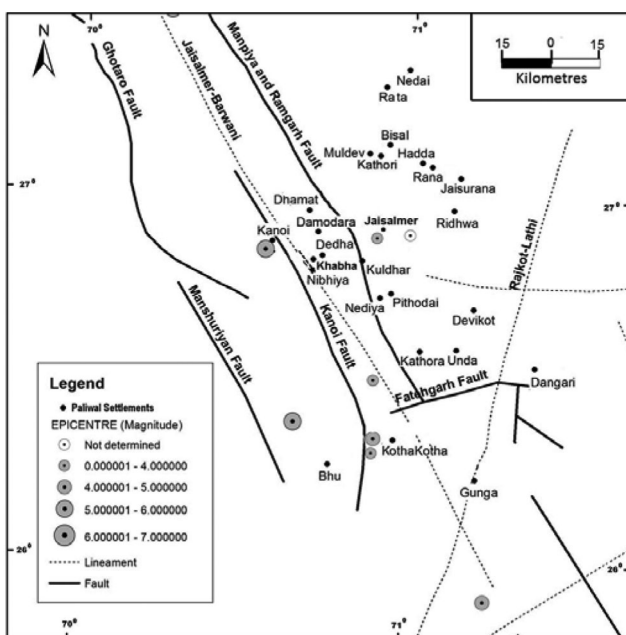 70°
71°
N
15 0 15
Kilometres
Ghotaro Fault
Jaisalmer-Barwani
Manpiya and Ramgarh Fault
Nedai
Rata
Bisal
Muldev
Hadda
Kathori
Rana
Jaisurana
27°
27°
Dhamat
Ridhwa
Damodara
Jaisalmer
Kanoi
Dedha
Khabha
Kuldhar
Nibhiya
Rajkot-Lathi
Nediya
Pithodai
Devikot
Manshuriyan Fault
Kanoi Fault
Kathora
Unda
Fatehgarh Fault
Dangari
Legend
Paliwal Settlements
EPICENTRE (Magnitude)
Not determined
0.000001 - 4.000000
4.000001 - 5.000000
5.000001 - 6.000000
6.000001 - 7.000000
Lineament
Fault
KothaKotha
Bhu
Gunga
26°
26°
70°
71°